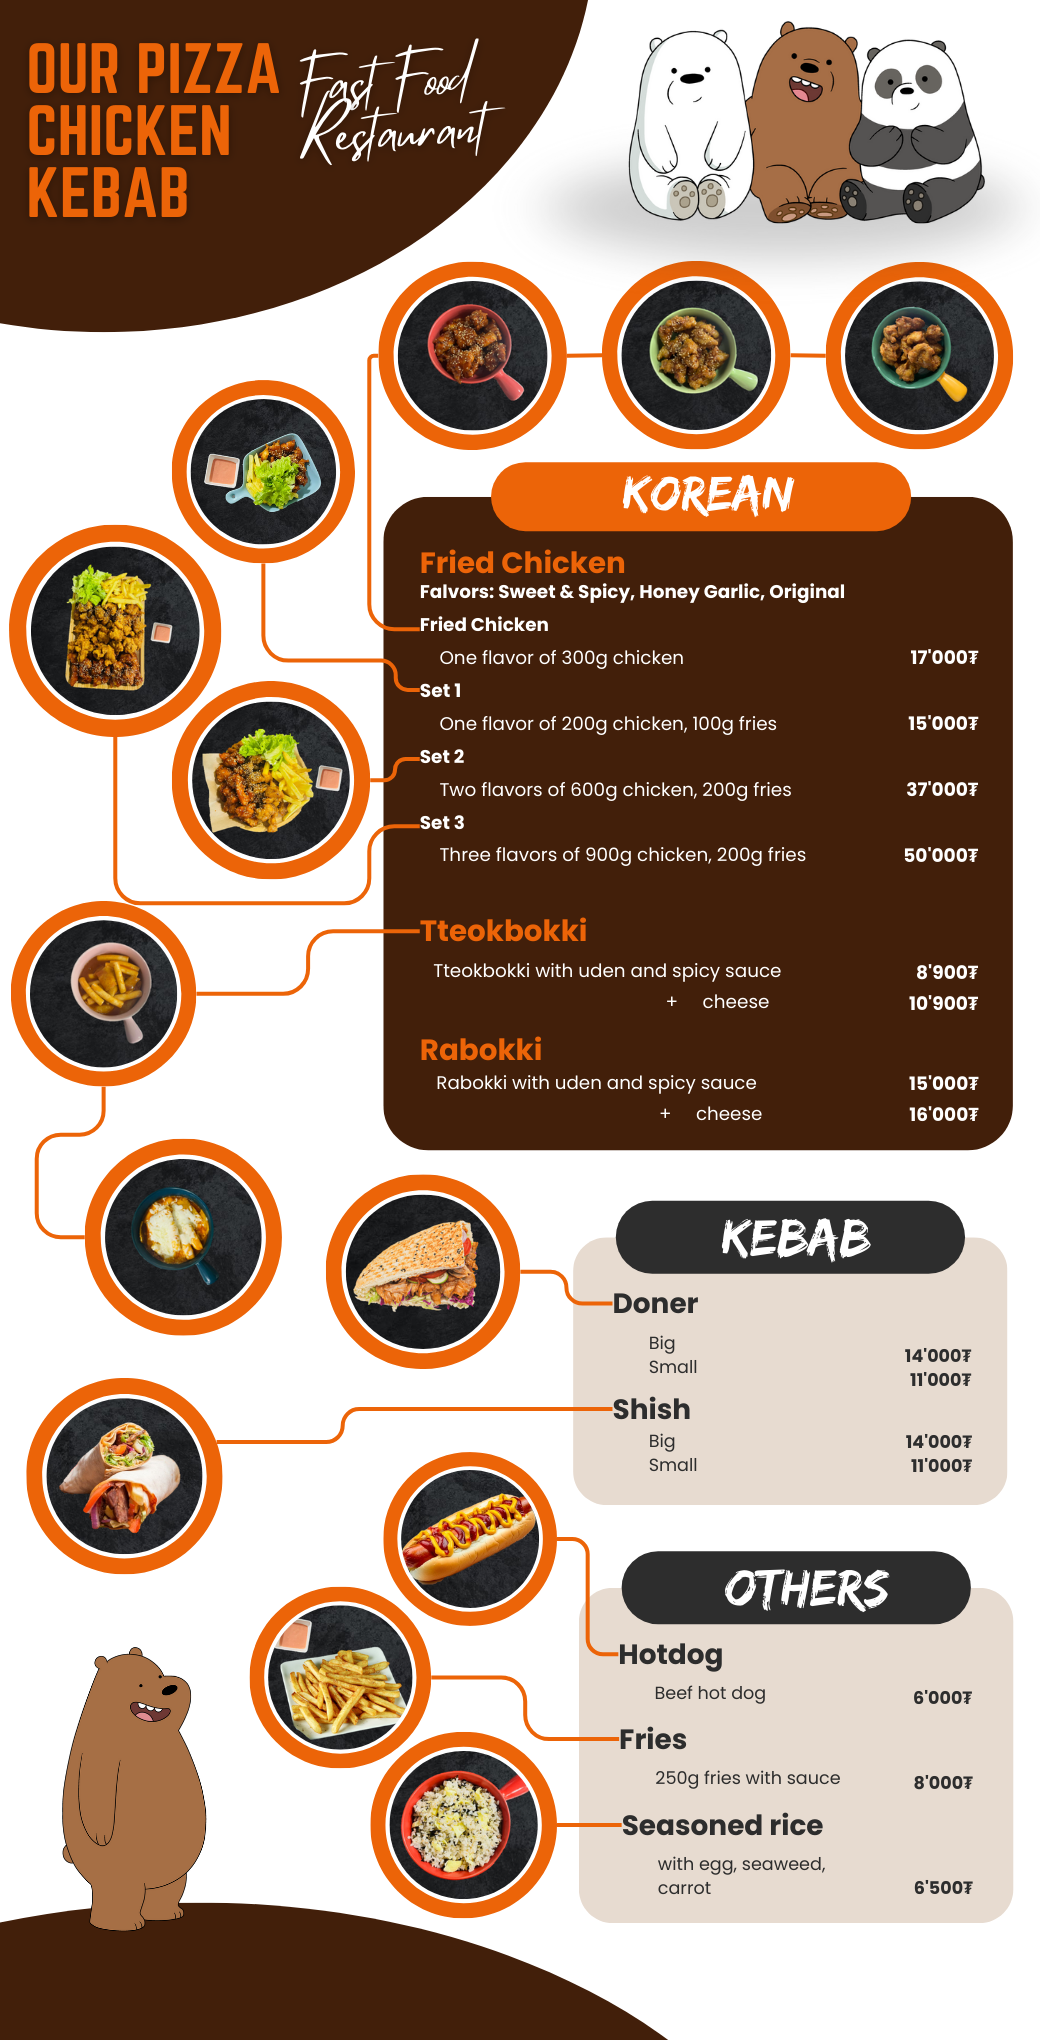 OUR PIZZA
CHICKEN
KEBAB
Fast Food
Restaurant
KOREAN
Fried Chicken
Falvors: Sweet & Spicy, Honey Garlic, Original
Fried Chicken
One flavor of 300g chicken 17'000₮
Set 1
One flavor of 200g chicken, 100g fries 15'000₮
Set 2
Two flavors of 600g chicken, 200g fries 37'000₮
Set 3
Three flavors of 900g chicken, 200g fries 50'000₮
Tteokbokki
Tteokbokki with uden and spicy sauce 8'900₮
+ cheese 10'900₮
Rabokki
Rabokki with uden and spicy sauce 15'000₮
+ cheese 16'000₮
KEBAB
Doner
Big 14'000₮
Small 11'000₮
Shish
Big 14'000₮
Small 11'000₮
OTHERS
Hotdog
Beef hot dog 6'000₮
Fries
250g fries with sauce 8'000₮
Seasoned rice
with egg, seaweed,
carrot 6'500₮